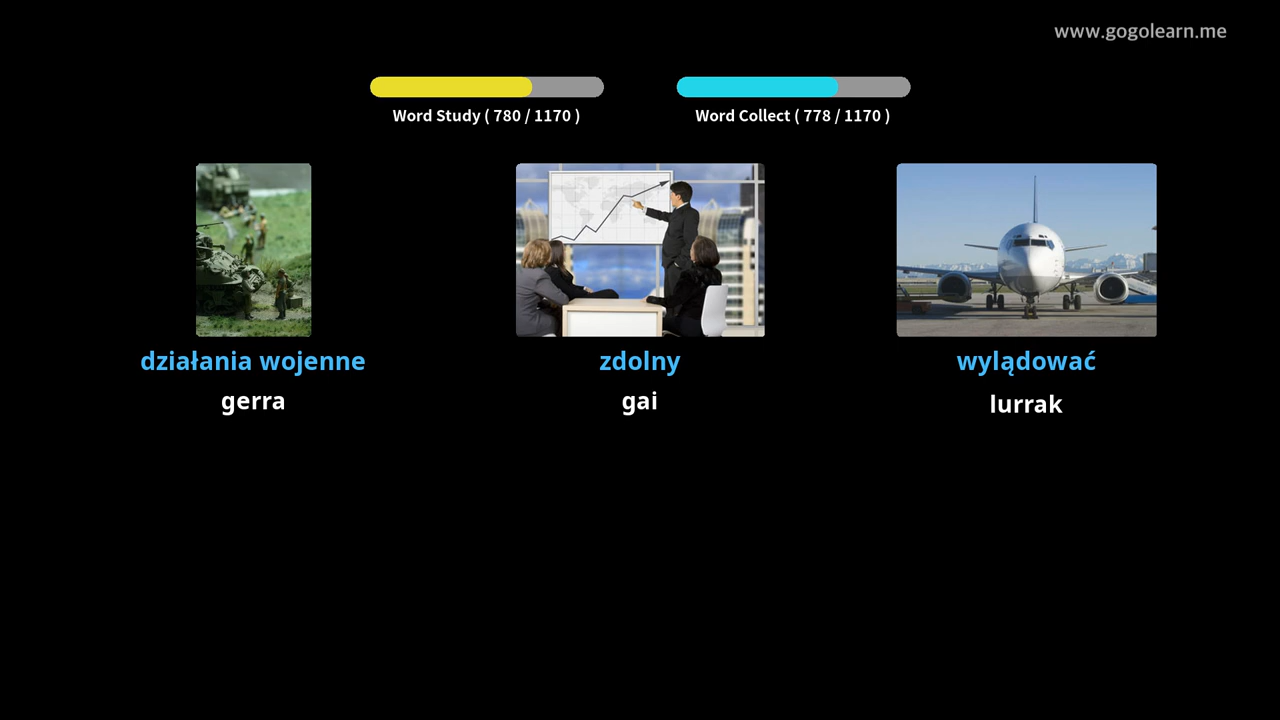 www.gogolearn.me
Word Study ( 780 / 1170 )
Word Collect ( 778 / 1170 )
działania wojenne
gerra
zdolny
gai
wylądować
lurrak